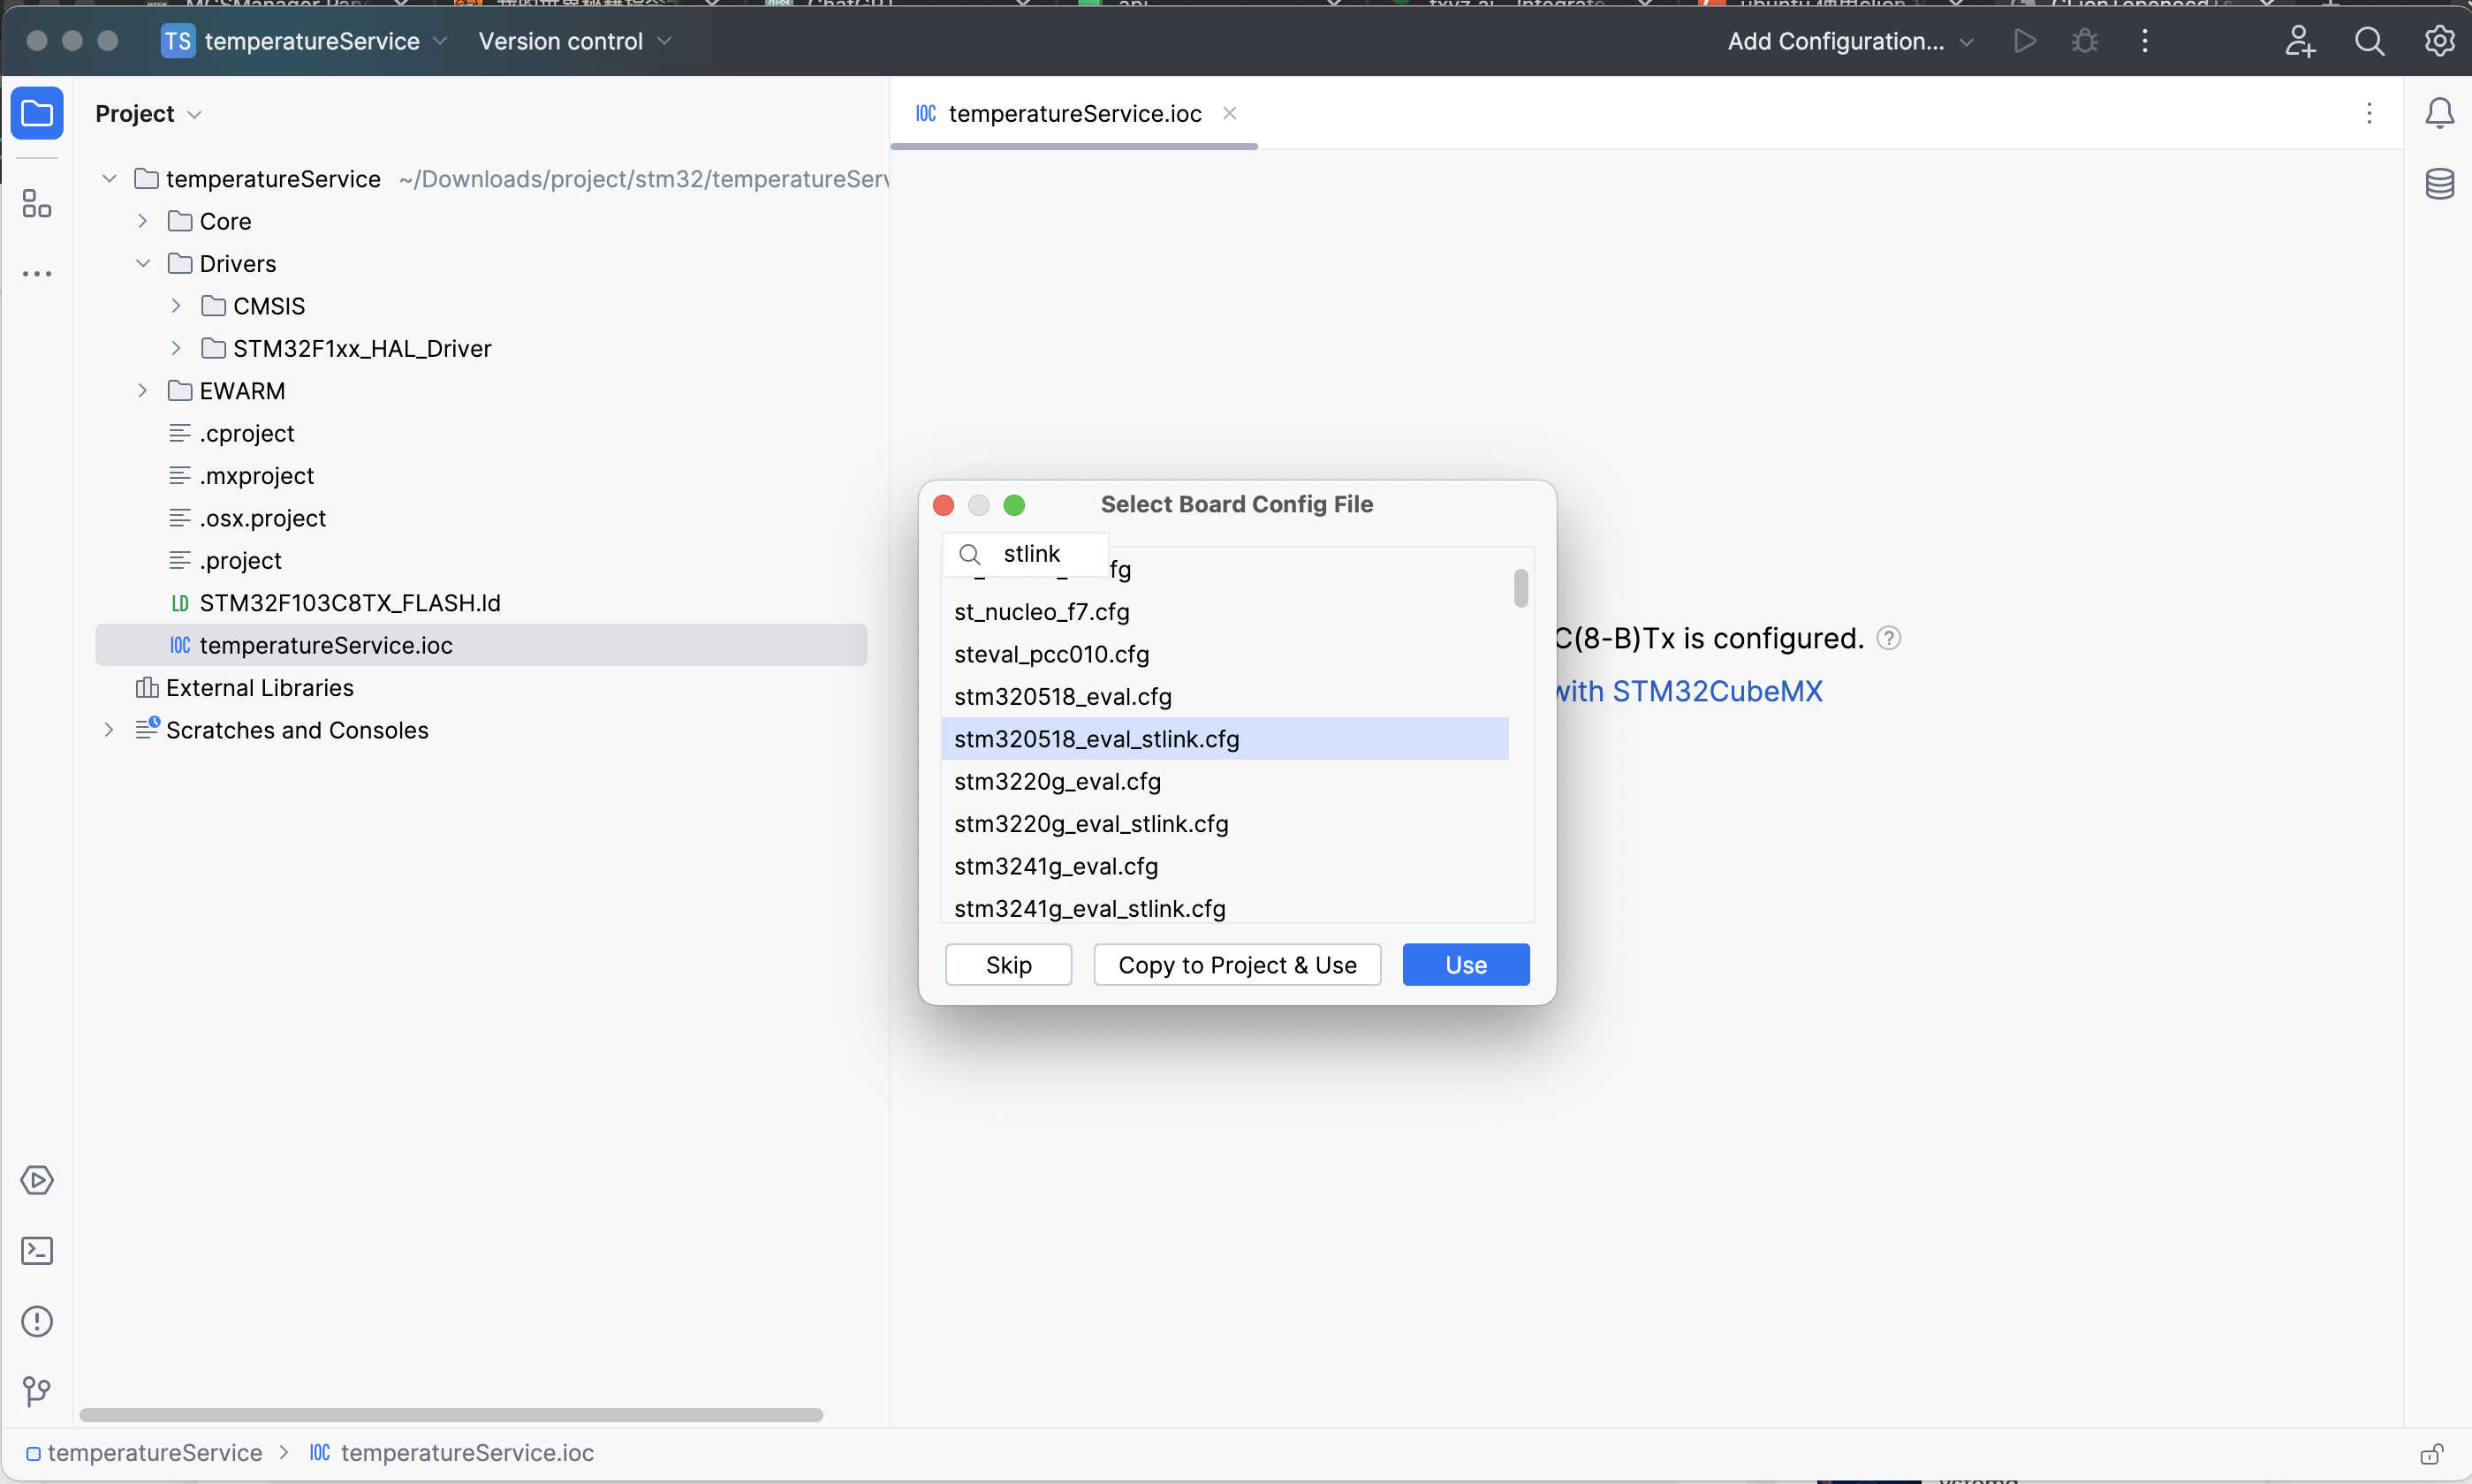 TS temperatureService
Version control
Add Configuration...
Project
IOC temperatureService.ioc
temperatureService ~/Downloads/project/stm32/temperatureSer
Core
Drivers
CMSIS
STM32F1xx_HAL_Driver
EWARM
.cproject
.mxproject
.osx.project
.project
LD STM32F103C8TX_FLASH.ld
IOC temperatureService.ioc
External Libraries
Scratches and Consoles
Select Board Config File
stlink
fg
st_nucleo_f7.cfg
steval_pcc010.cfg
stm320518_eval.cfg
stm320518_eval_stlink.cfg
stm3220g_eval.cfg
stm3220g_eval_stlink.cfg
stm3241g_eval.cfg
stm3241g_eval_stlink.cfg
Skip
Copy to Project & Use
Use
C(8-B)Tx is configured.
with STM32CubeMX
temperatureService > IOC temperatureService.ioc